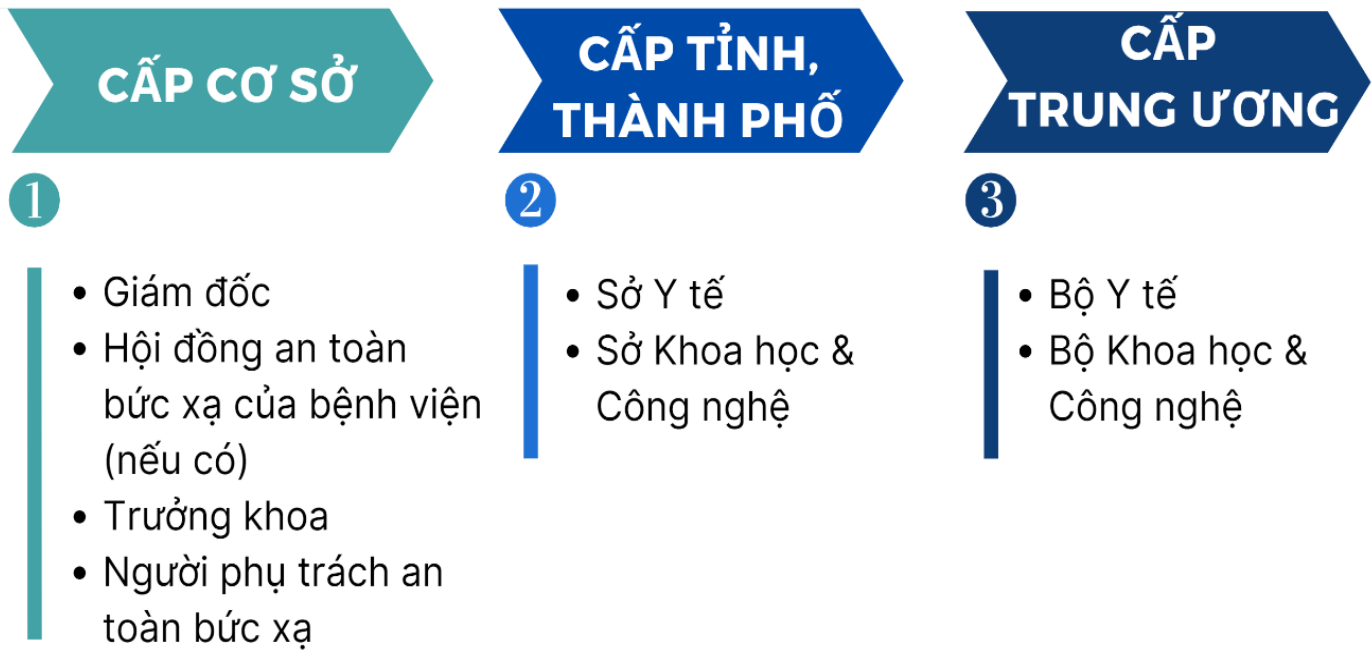 CẤP CƠ SỞ
1
• Giám đốc
• Hội đồng an toàn
bức xạ của bệnh viện
(nếu có)
• Trưởng khoa
• Người phụ trách an
toàn bức xạ
CẤP TỈNH,
THÀNH PHỐ
2
• Sở Y tế
• Sở Khoa học &
Công nghệ
CẤP
TRUNG ƯƠNG
3
• Bộ Y tế
• Bộ Khoa học &
Công nghệ